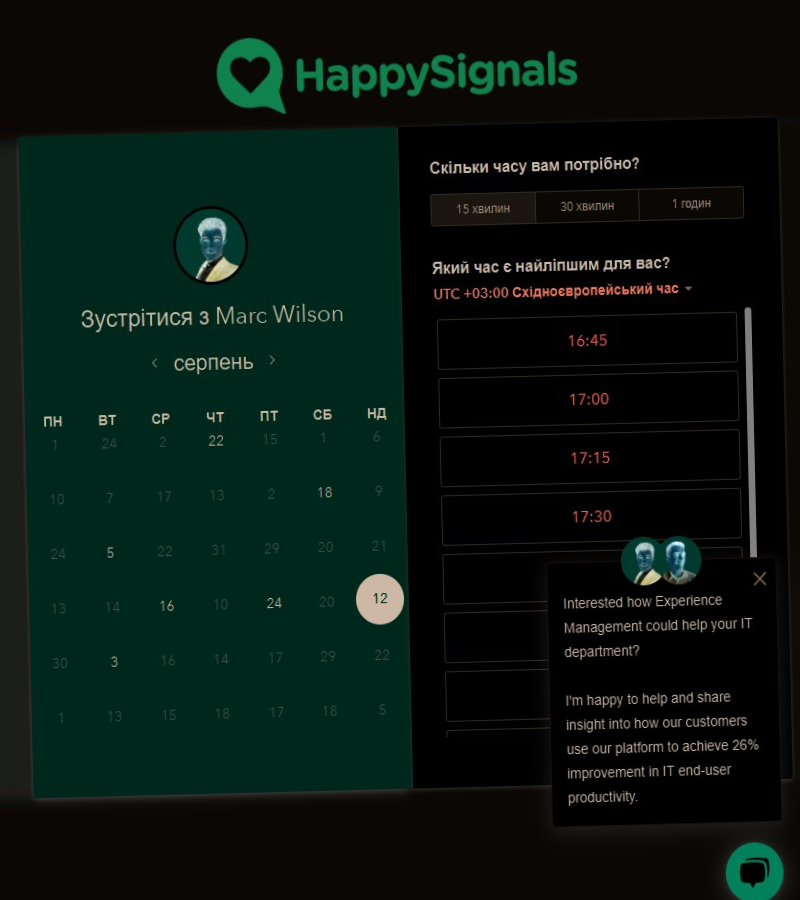 HappySignals
Зустрітися з Marc Wilson
серпень
ПН ВТ СР ЧТ ПТ СБ НД
1 24 2 22 15 1 6
10 7 17 13 2 18 9
24 5 22 31 29 20 21
13 14 16 10 24 20 12
30 3 16 14 17 29 22
1 13 15 18 17 18 5
Скільки часу вам потрібно?
15 хвилин 30 хвилин 1 годин
Який час є найліпшим для вас?
UTC +03:00 Східноєвропейський час
16:45
17:00
17:15
17:30
Interested how Experience
Management could help your IT
department?
I'm happy to help and share
insight into how our customers
use our platform to achieve 26%
improvement in IT end-user
productivity.